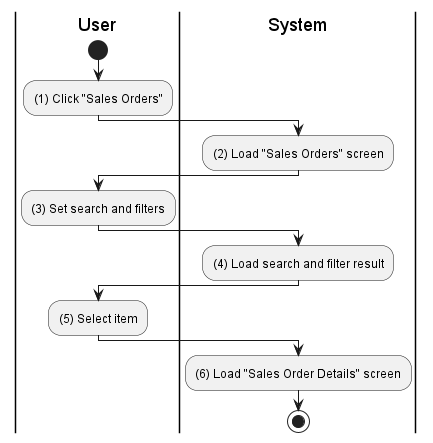 User
System
(1) Click "Sales Orders"
(2) Load "Sales Orders" screen
(3) Set search and filters
(4) Load search and filter result
(5) Select item
(6) Load "Sales Order Details" screen